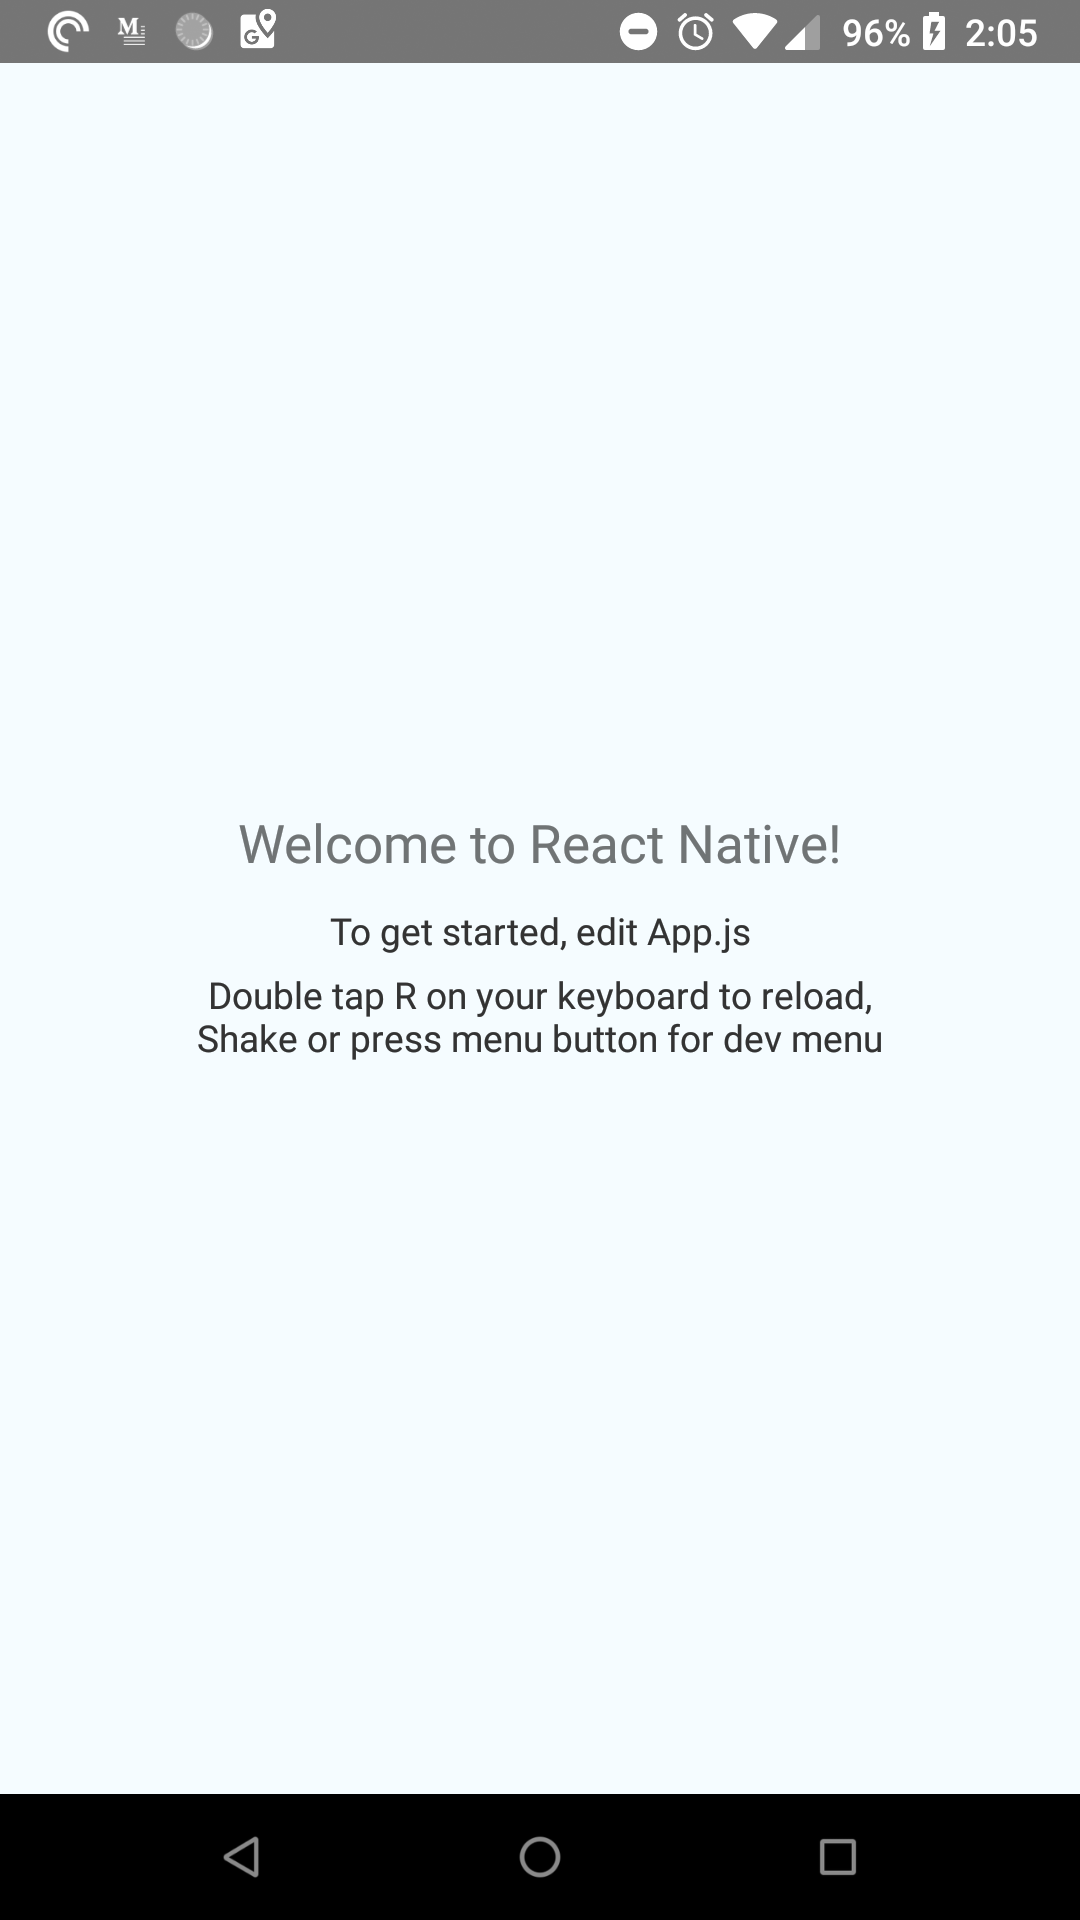 96% 2:05
Welcome to React Native!
To get started, edit App.js
Double tap R on your keyboard to reload,
Shake or press menu button for dev menu